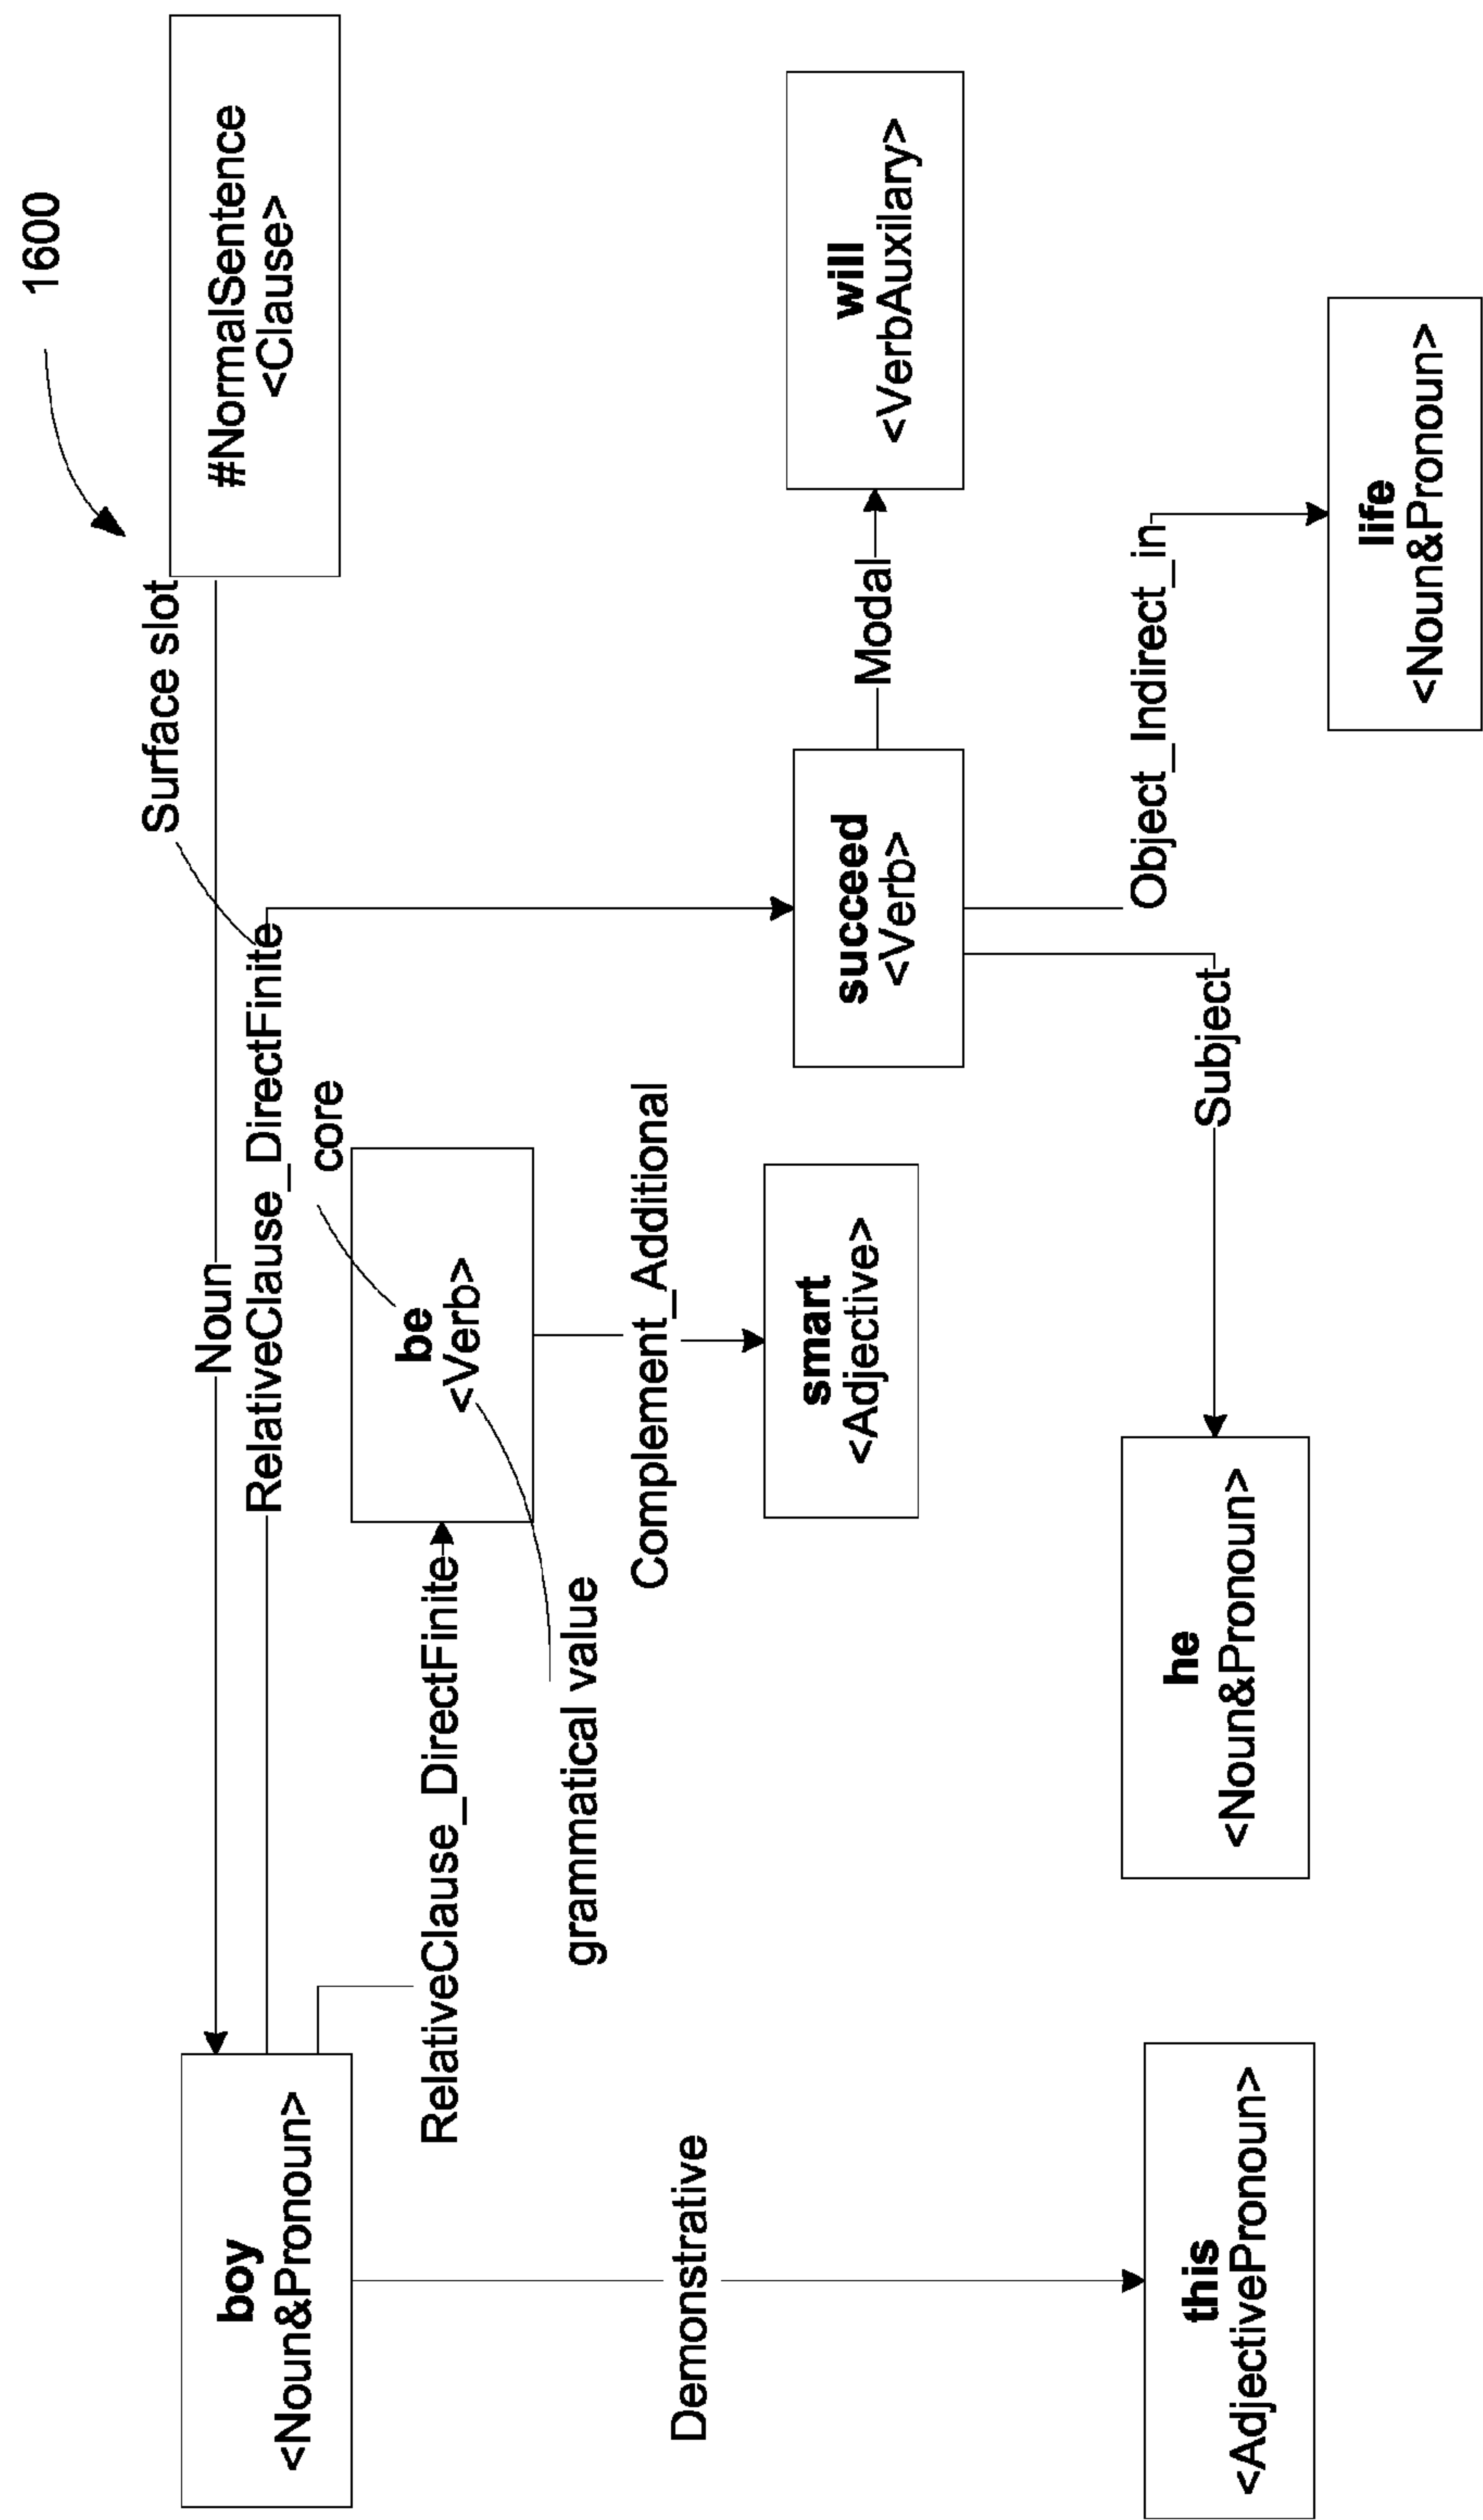 1600
#NormalSentence
<Clause>
Surface slot
Noun
RelativeClause_DirectFinite
boy
<Noun&Pronoun>
core
be
<Verb>
RelativeClause_DirectFinite
grammatical value
Complement_Additional
Demonstrative
smart
<Adjective>
succeed
<Verb>
Modal
will
<VerbAuxilary>
Object_Indirect_in
Subject
this
<AdjectivePronoun>
he
<Noun&Pronoun>
life
<Noun&Pronoun>